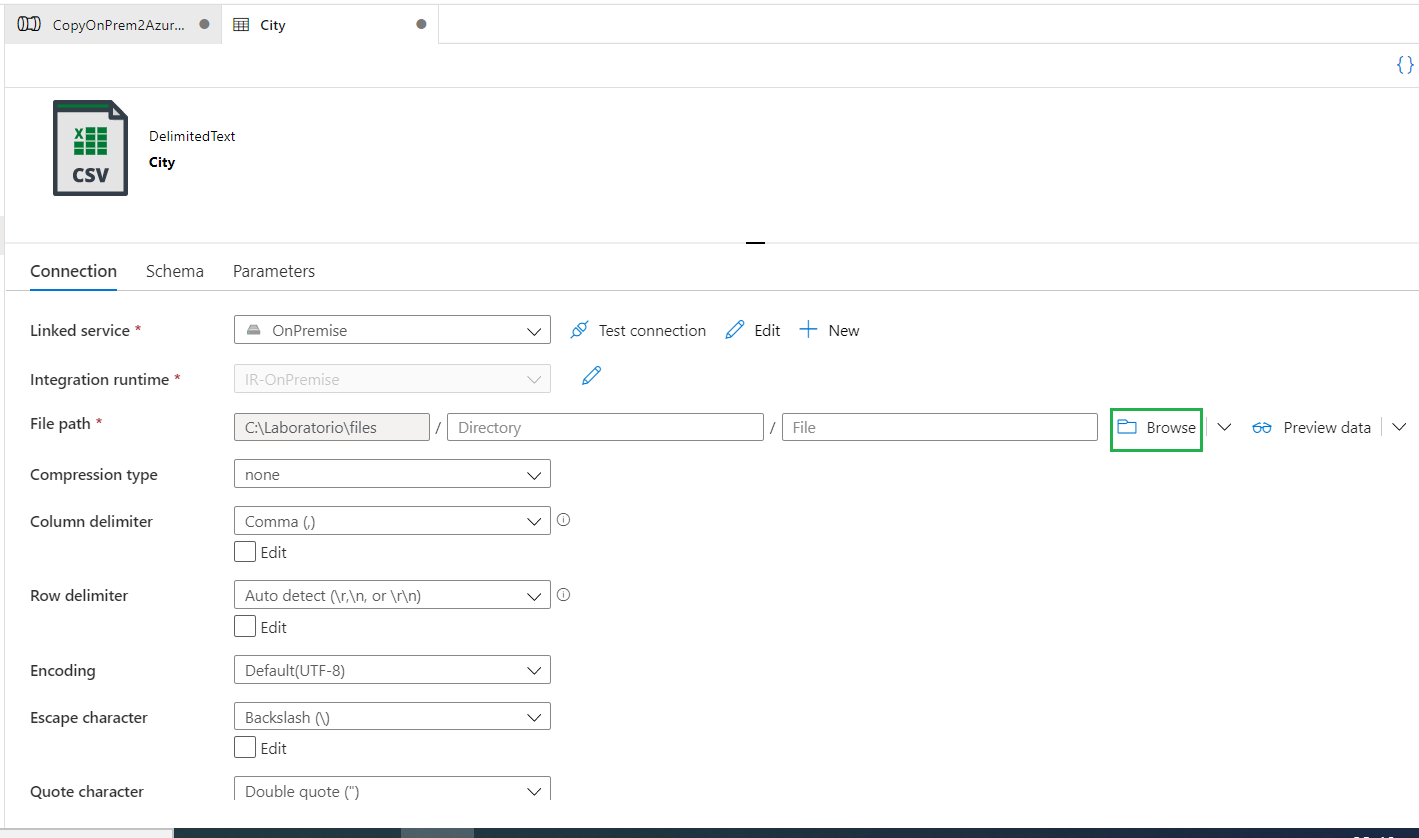 CopyOnPrem2Azur... City
{ }
X
CSV
DelimitedText
City
Connection Schema Parameters
Linked service * OnPremise Test connection Edit New
Integration runtime * IR-OnPremise
File path * C:\Laboratorio\files / Directory / File Browse Preview data
Compression type none
Column delimiter Comma (,)
Edit
Row delimiter Auto detect (\r,\n, or \r\n)
Edit
Encoding Default(UTF-8)
Escape character Backslash (\)
Edit
Quote character Double quote (")